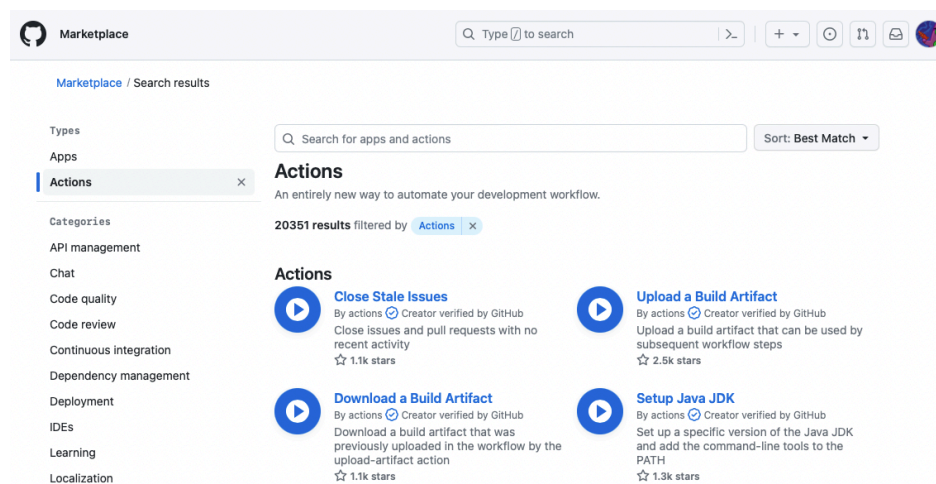 Marketplace
Type / to search
Marketplace / Search results
Types
Apps
Actions
Categories
API management
Chat
Code quality
Code review
Continuous integration
Dependency management
Deployment
IDEs
Learning
Localization
Search for apps and actions
Sort: Best Match
Actions
An entirely new way to automate your development workflow.
20351 results filtered by Actions
Actions
Close Stale Issues
By actions Creator verified by GitHub
Close issues and pull requests with no
recent activity
1.1k stars
Upload a Build Artifact
By actions Creator verified by GitHub
Upload a build artifact that can be used by
subsequent workflow steps
2.5k stars
Download a Build Artifact
By actions Creator verified by GitHub
Download a build artifact that was
previously uploaded in the workflow by the
upload-artifact action
1.1k stars
Setup Java JDK
By actions Creator verified by GitHub
Set up a specific version of the Java JDK
and add the command-line tools to the
PATH
1.3k stars